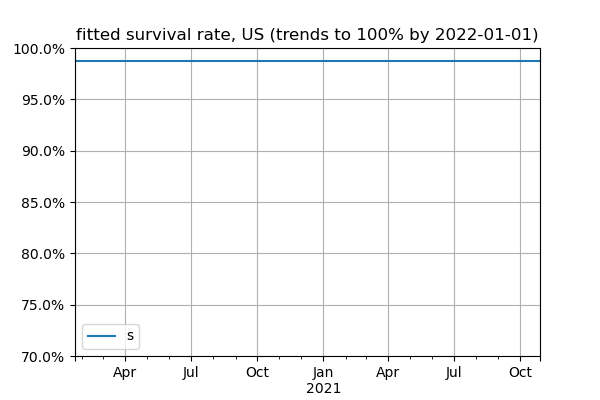 fitted survival rate, US (trends to 100% by 2022-01-01)
100.0%
95.0%
90.0%
85.0%
80.0%
75.0%
70.0%
s
Apr Jul Oct Jan Apr Jul Oct
2021